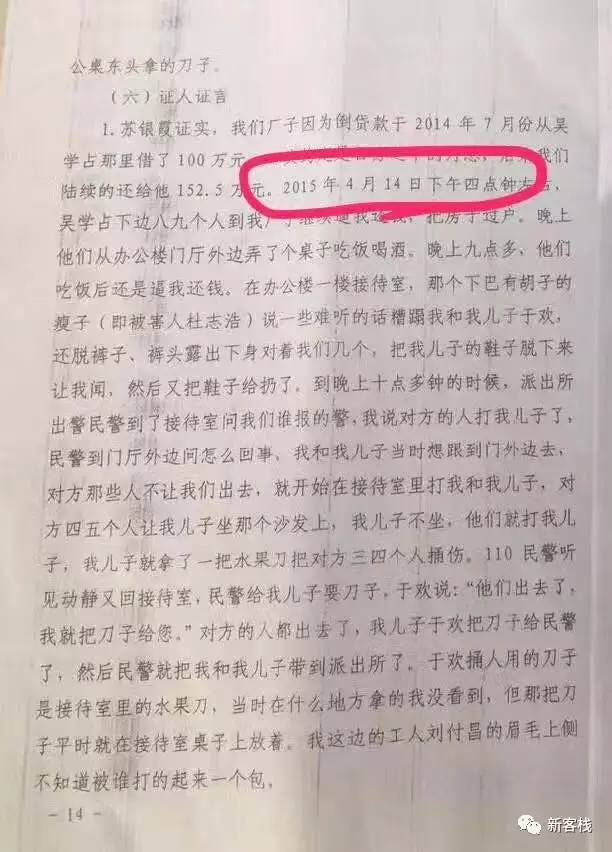 公桌东头拿的刀子。
（六）证人证言
1.苏银霞证实，我们厂子因为倒贷款于 2014 年 7 月份从吴
学占那里借了 100 万元，
陆续的还给他 152.5 万元。2015 年 4 月 14 日下午四点钟左右，
吴学占下边八九个人到我厂子继续逼我还钱，把房子过户。晚上
他们从办公楼门厅外边弄了个桌子吃饭喝酒。晚上九点多，他们
吃饭后还是逼我还钱。在办公楼一楼接待室，那个下巴有胡子的
瘦子（即被害人杜志浩）说一些难听的话糟蹋我和我儿子于欢，
还脱裤子、裤头露出下身对着我们几个，把我儿子的鞋子脱下来
让我闻，然后又把鞋子给扔了。到晚上十点多钟的时候，派出所
出警民警到了接待室问我们谁报的警，我说对方的人打我儿子了，
民警到门厅外边问怎么回事，我和我儿子当时想跟到门外边去，
对方那些人不让我们出去，就开始在接待室里打我和我儿子，对
方四五个人让我儿子坐那个沙发上，我儿子不坐，他们就打我儿
子，我儿子就拿了一把水果刀把对方三四个人捅伤。110 民警听
见动静又回接待室，民警给我儿子要刀子，于欢说：“他们出去了，
我就把刀子给您。”对方的人都出去了，我儿子于欢把刀子给民警
了，然后民警就把我和我儿子带到派出所了。于欢捅人用的刀子
是接待室里的水果刀，当时在什么地方拿的我没看到，但那把刀
子平时就在接待室桌子上放着。我这边的工人刘付昌的眉毛上侧
不知道被谁打的起来一个包，
- 14 -
新客栈